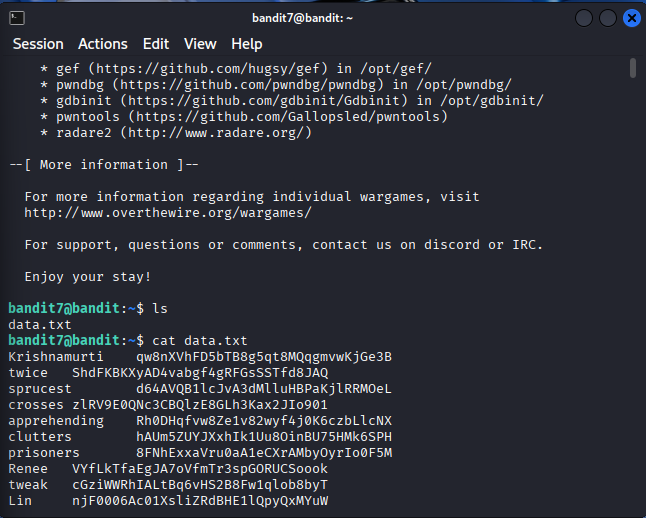 bandit7@bandit: ~
Session Actions Edit View Help
* gef (https://github.com/hugsy/gef) in /opt/gef/
* pwndbg (https://github.com/pwndbg/pwndbg) in /opt/pwndbg/
* gdbinit (https://github.com/gdbinit/Gdbinit) in /opt/gdbinit/
* pwntools (https://github.com/Gallopsled/pwntools)
* radare2 (http://www.radare.org/)
--[ More information ]--
For more information regarding individual wargames, visit
http://www.overthewire.org/wargames/
For support, questions or comments, contact us on discord or IRC.
Enjoy your stay!
bandit7@bandit:~$ ls
data.txt
bandit7@bandit:~$ cat data.txt
Krishnamurti qw8nXVhFD5bTB8g5qt8MQqgmvwKjGe3B
twice ShdFKBKXyAD4vabgf4gRFGsSSTfd8JAQ
sprucest d64AVQB1lcJvA3dMlluHBPaKjlRRMOeL
crosses zlRV9E0QNc3CBQlzE8GLh3Kax2JIo901
apprehending Rh0DHqfvw8Ze1v82wyf4j0K6czbLlcNX
clutters hAUm5ZUYJXxhIk1Uu8OinBU75HMk6SPH
prisoners 8FNhExxaVru0aA1eCXrAMbyOyrIo0F5M
Renee VYfLkTfaEgJA7oVfmTr3spGORUCSoook
tweak cGziWWRhIALtBq6vHS2B8Fw1qlob8byT
Lin njF0006Ac01XsliZRdBHE1lQpyQxMYuW